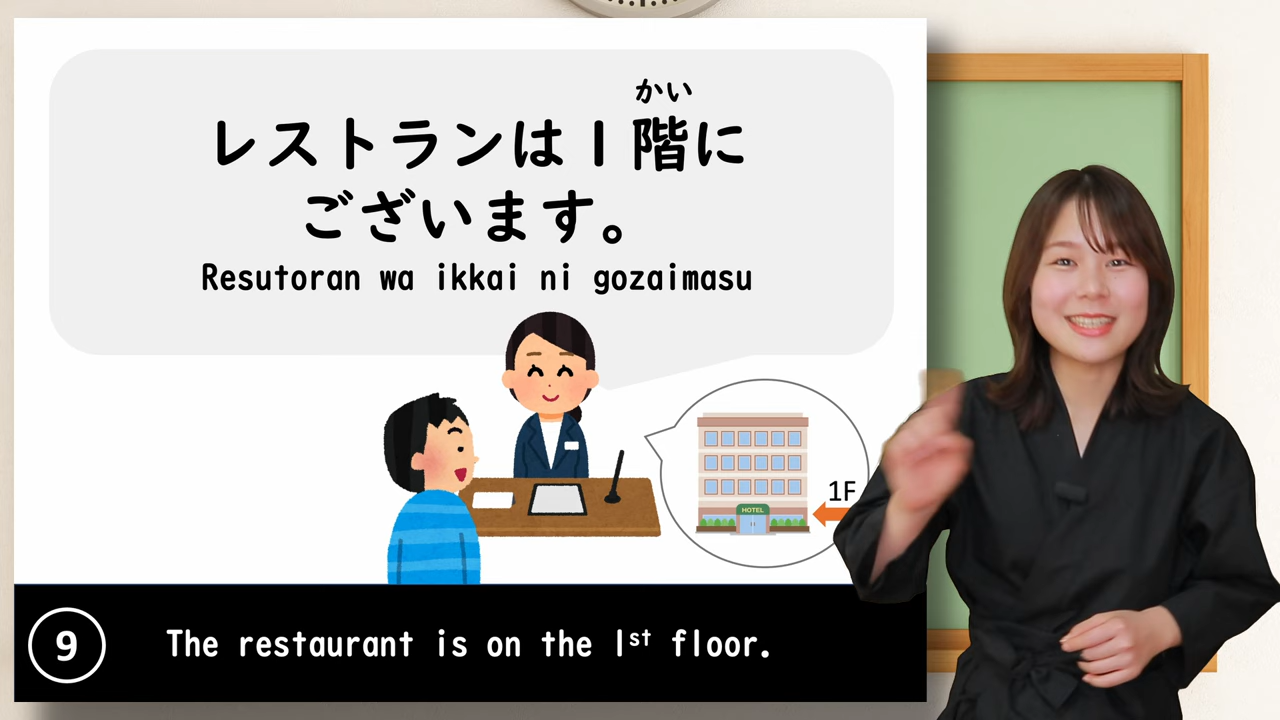 かい
レストランは1階に
ございます。
Resutoran wa ikkai ni gozaimasu
1F
HOTEL
9
The restaurant is on the 1st floor.